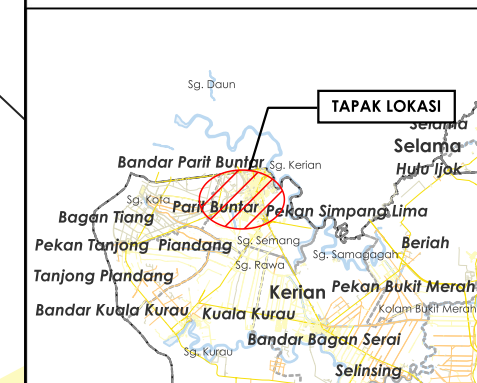 Sg. Daun
TAPAK LOKASI
Selama
Selama
Bandar Parit Buntar
Sg. Kerian
Hulu Ijok
Sg. Kota
Parit Buntar
Pekan Simpang Lima
Bagan Tiang
Pekan Tanjong Piandang
Sg. Semang
Beriah
Sg. Samagagah
Sg. Rawa
Tanjong Piandang
Kerian
Pekan Bukit Merah
Bandar Kuala Kurau
Kuala Kurau
Kolam Bukit Merah
Bandar Bagan Serai
Sg. Kurau
Selinsing